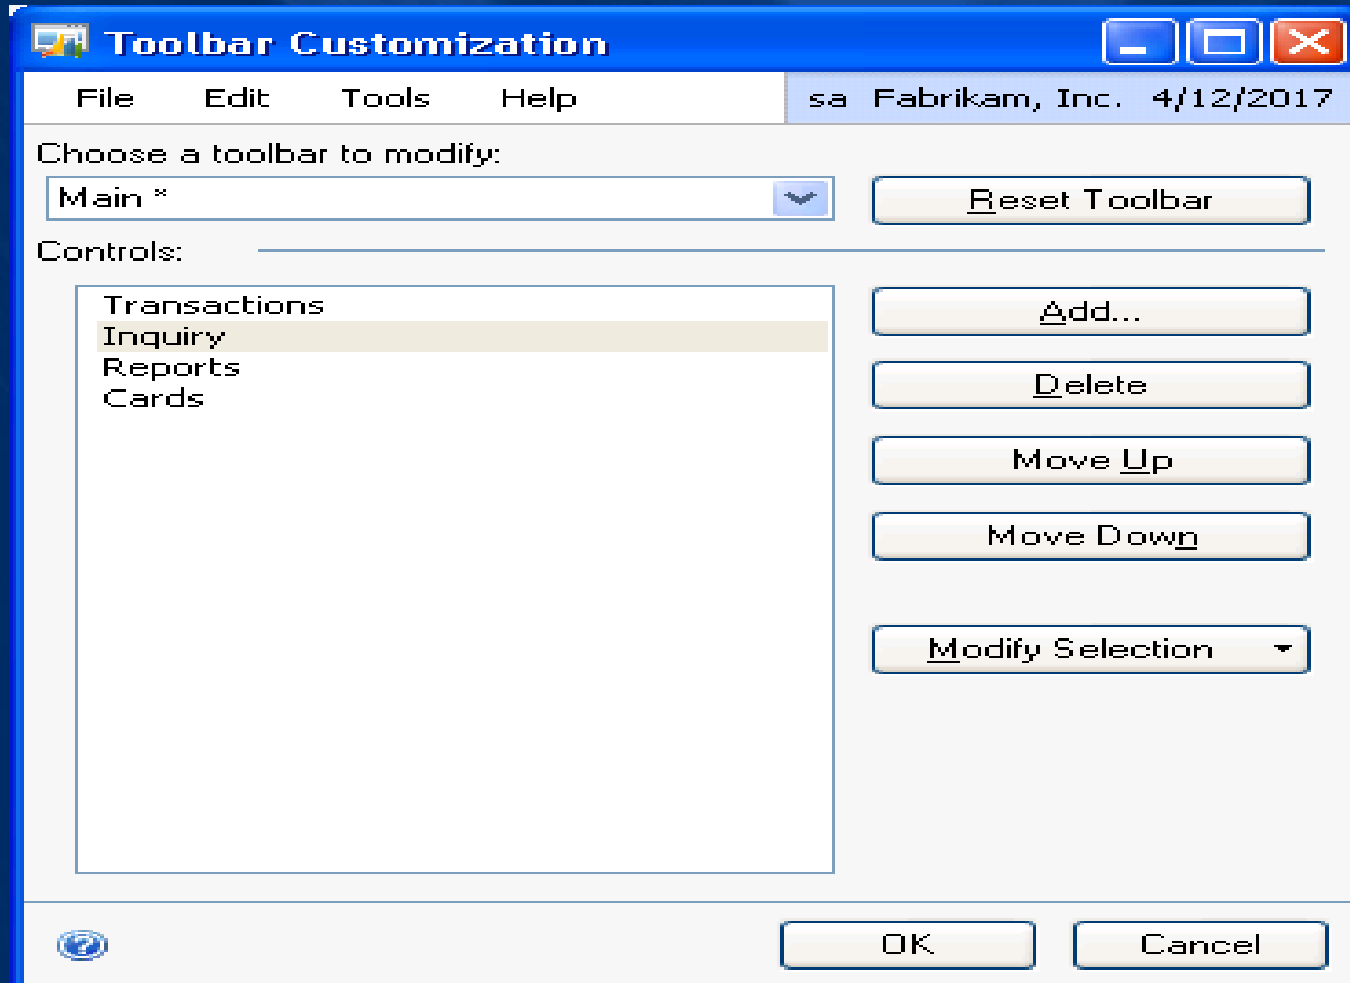 Toolbar Customization
File Edit Tools Help sa Fabrikam, Inc. 4/12/2017
Choose a toolbar to modify:
Main * Reset Toolbar
Controls:
Transactions
Inquiry
Reports
Cards
Add...
Delete
Move Up
Move Down
Modify Selection
OK Cancel